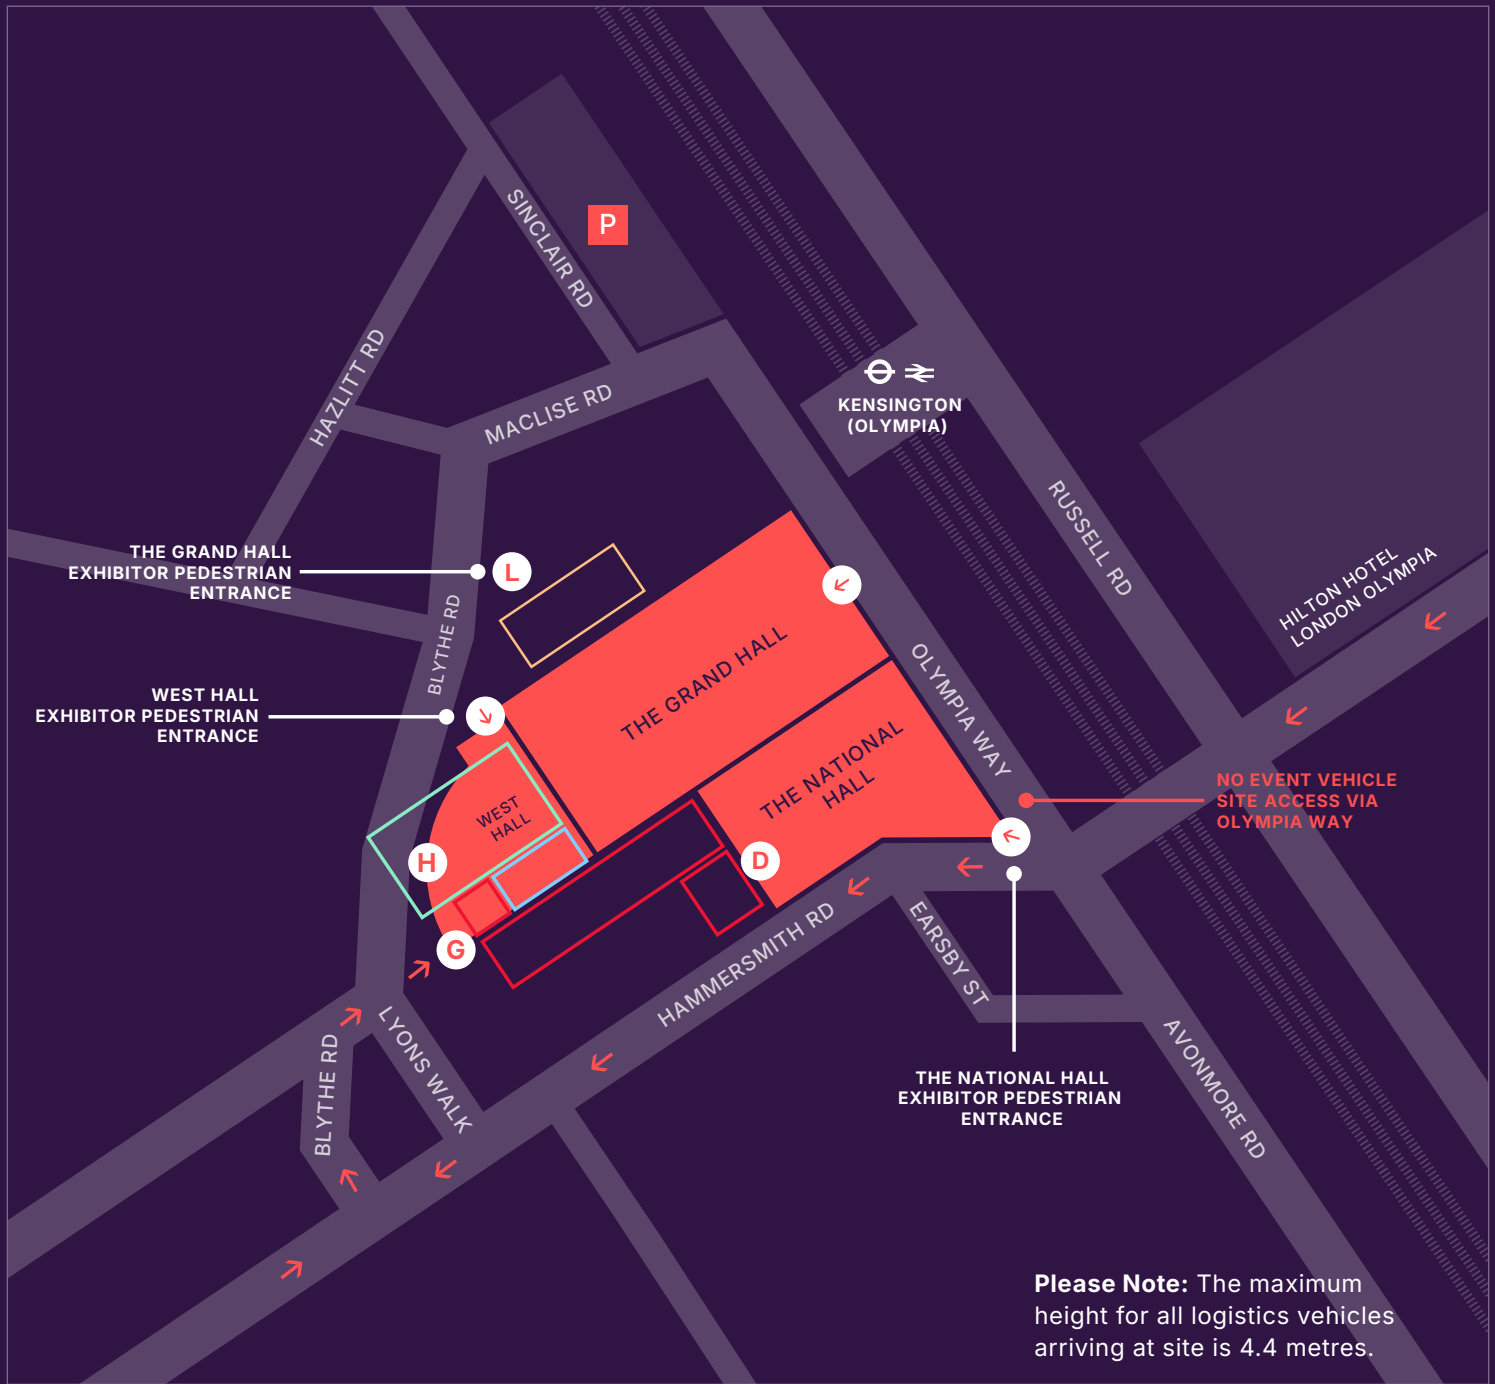 P
SINCLAIR RD
HAZLITT RD
MACLISE RD
KENSINGTON
(OLYMPIA)
RUSSELL RD
HILTON HOTEL
LONDON OLYMPIA
THE GRAND HALL
EXHIBITOR PEDESTRIAN
ENTRANCE
L
BLYTHE RD
THE GRAND HALL
OLYMPIA WAY
WEST HALL
EXHIBITOR PEDESTRIAN
ENTRANCE
THE NATIONAL
HALL
WEST
HALL
NO EVENT VEHICLE
SITE ACCESS VIA
OLYMPIA WAY
H
D
G
HAMMERSMITH RD
EARSBY ST
LYONS WALK
BLYTHE RD
AVONMORE RD
THE NATIONAL HALL
EXHIBITOR PEDESTRIAN
ENTRANCE
Please Note: The maximum
height for all logistics vehicles
arriving at site is 4.4 metres.